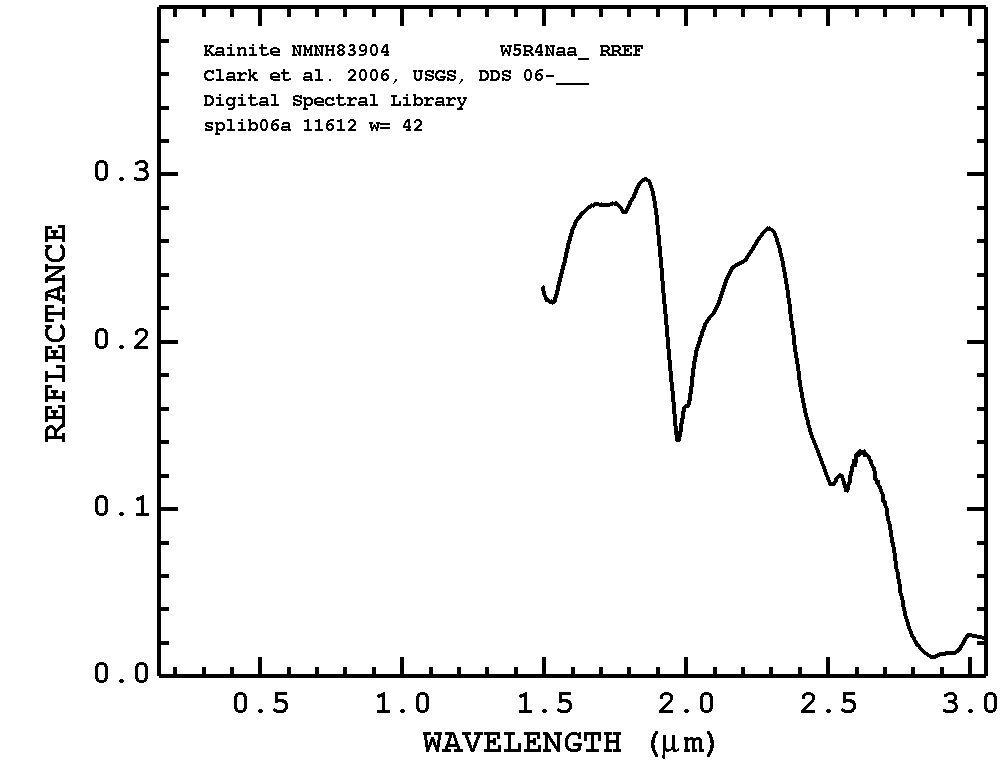 Kainite NMNH83904 W5R4Naa_ RREF
Clark et al. 2006, USGS, DDS 06-___
Digital Spectral Library
splib06a 11612 w= 42
0.3
0.2
0.1
0.0
REFLECTANCE
0.5 1.0 1.5 2.0 2.5 3.0
WAVELENGTH (μm)